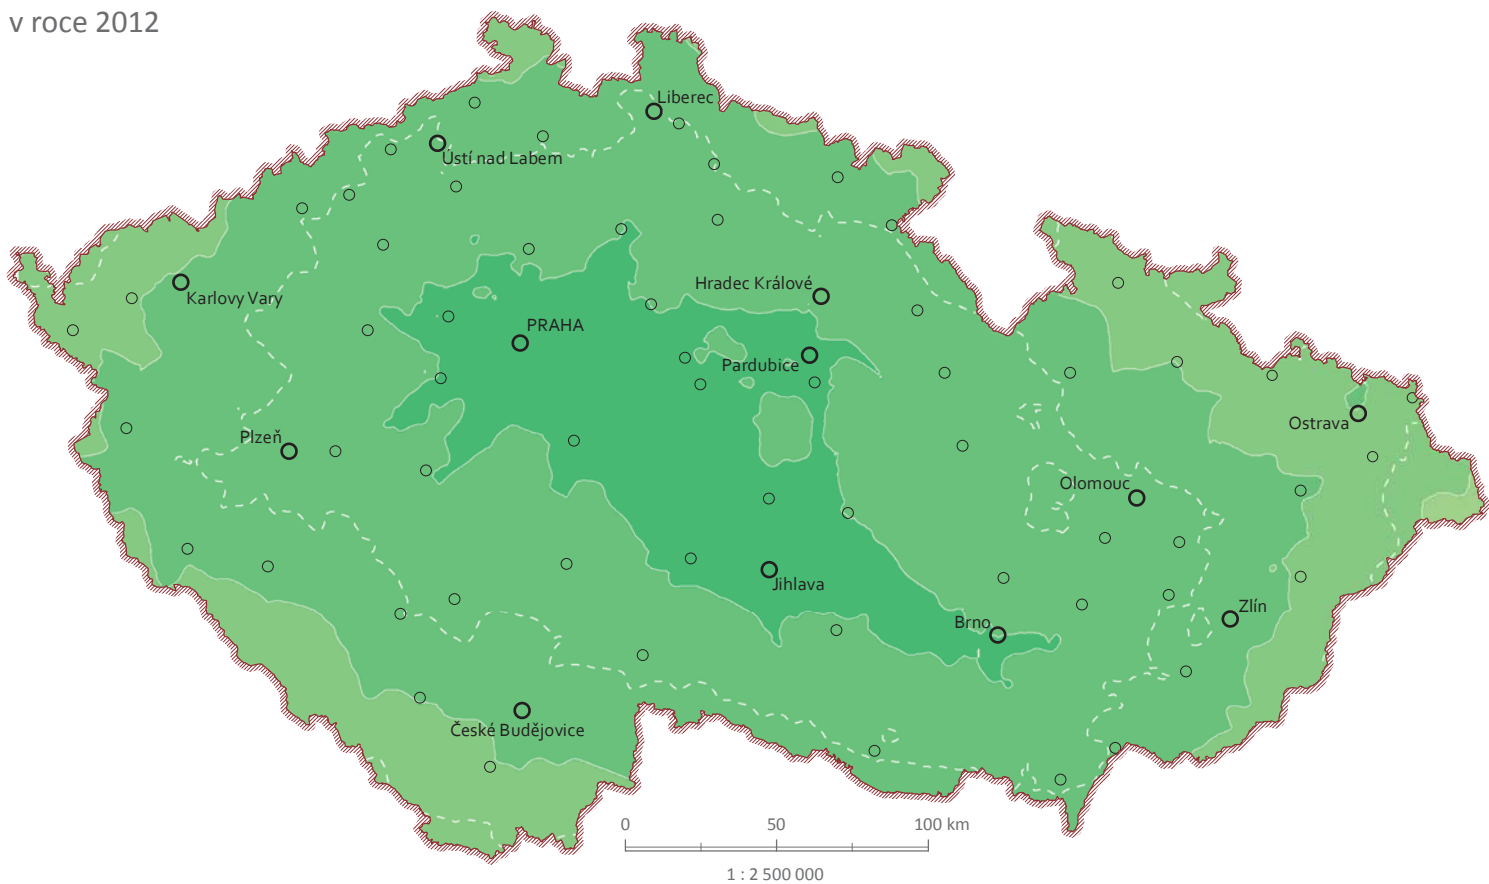 v roce 2012
Liberec
Ústí nad Labem
Karlovy Vary
Hradec Králové
PRAHA
Pardubice
Plzeň
Ostrava
Olomouc
Jihlava
Zlín
Brno
České Budějovice
0 50 100 km
1 : 2 500 000